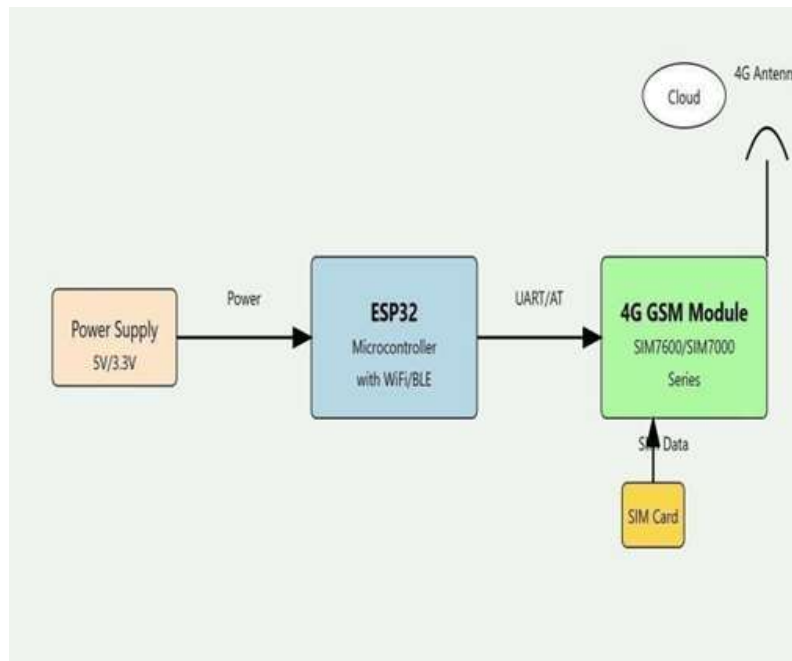 Cloud
4G Antenn
Power Supply
5V/3.3V
Power
ESP32
Microcontroller
with WiFi/BLE
UART/AT
4G GSM Module
SIM7600/SIM7000
Series
Data
SIM Card